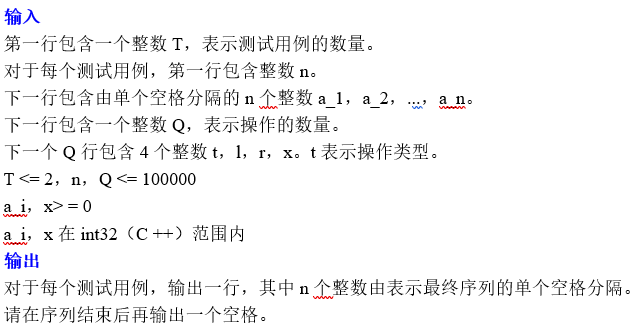 输入
第一行包含一个整数 T，表示测试用例的数量。
对于每个测试用例，第一行包含整数 n。
下一行包含由单个空格分隔的 n 个整数 a_1，a_2，...，a_n。
下一行包含一个整数 Q，表示操作的数量。
下一个 Q 行包含 4 个整数 t，l，r，x。t 表示操作类型。
T <= 2，n，Q <= 100000
a_i，x> = 0
a_i，x 在 int32（C ++）范围内
输出
对于每个测试用例，输出一行，其中 n 个整数由表示最终序列的单个空格分隔。
请在序列结束后再输出一个空格。